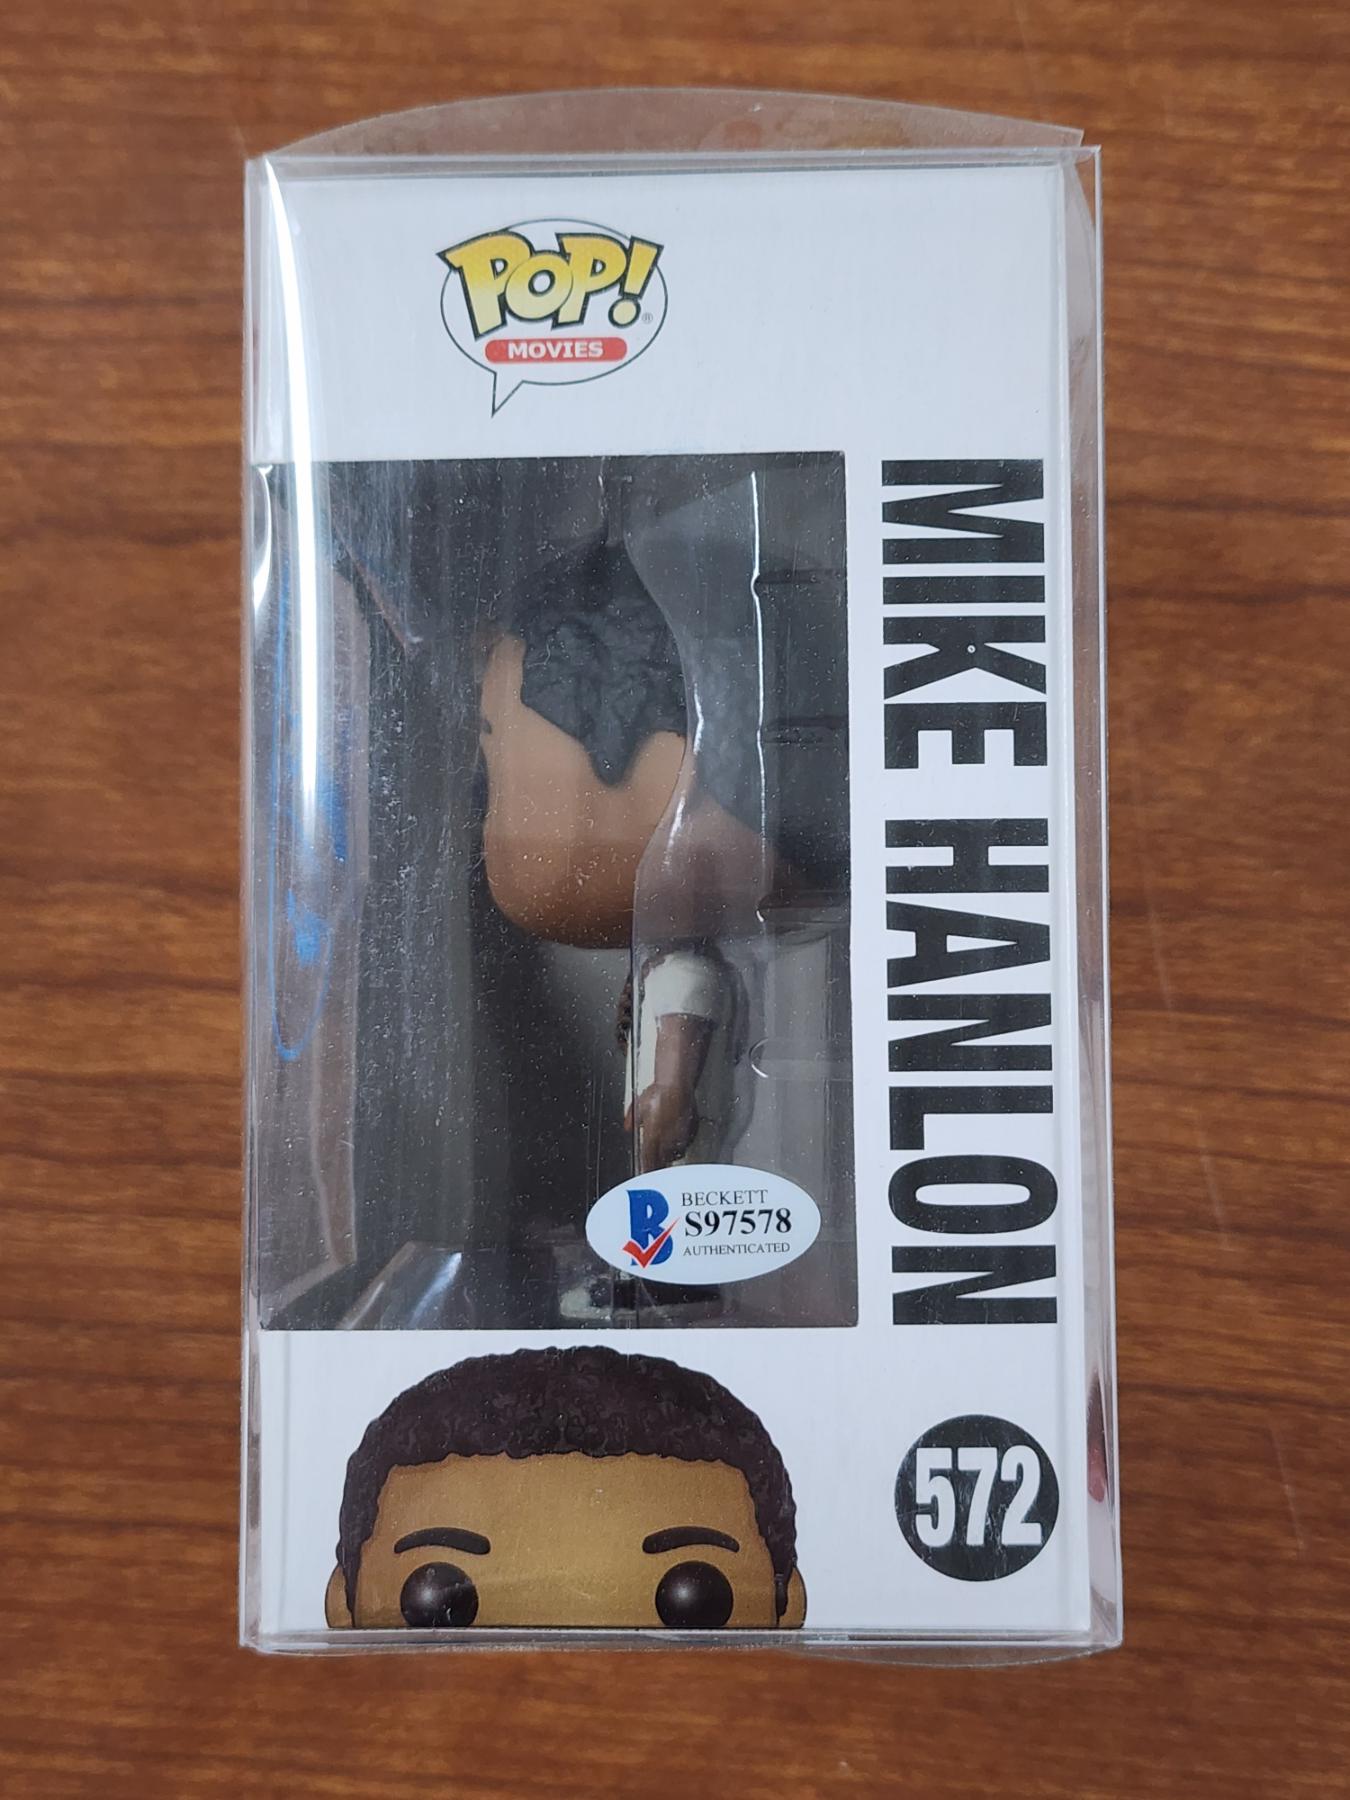 POP!
®
MOVIES
MIKE HANLON
BECKETT
S97578
AUTHENTICATED
572